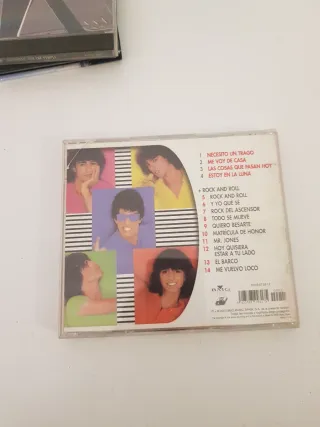 1 NECESITO UN TRAGO
2 ME VOY DE CASA
3 LAS COSAS QUE PASAN HOY
4 ESTOY EN LA LUNA
+ ROCK AND ROLL
5 ROCK AND ROLL
6 Y YO QUE SÉ
7 ROCK DEL ASCENSOR
8 TODO SE MUEVE
9 QUIERO BESARTE
10 MATRÍCULA DE HONOR
11 MR. JONES
12 HOY QUISIERA
ESTAR A TU LADO
13 EL BARCO
14 ME VUELVO LOCO